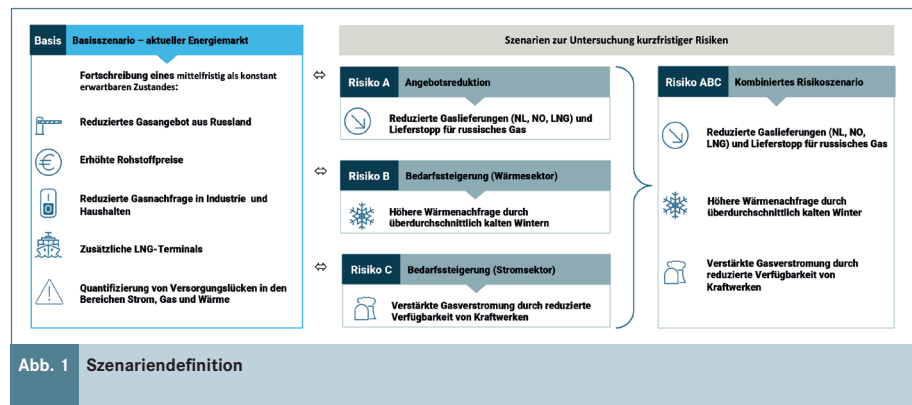 Basis Basisszenario – aktueller Energiemarkt
Fortschreibung eines mittelfristig als konstant
erwartbaren Zustandes:
Reduziertes Gasangebot aus Russland
Erhöhte Rohstoffpreise
Reduzierte Gasnachfrage in Industrie und
Haushalten
Zusätzliche LNG-Terminals
Quantifizierung von Versorgungslücken in den
Bereichen Strom, Gas und Wärme
Szenarien zur Untersuchung kurzfristiger Risiken
Risiko A Angebotsreduktion
Reduzierte Gaslieferungen (NL, NO, LNG) und
Lieferstopp für russisches Gas
Risiko B Bedarfssteigerung (Wärmesektor)
Höhere Wärmenachfrage durch
überdurchschnittlich kalten Wintern
Risiko C Bedarfssteigerung (Stromsektor)
Verstärkte Gasverstromung durch reduzierte
Verfügbarkeit von Kraftwerken
Risiko ABC Kombiniertes Risikoszenario
Reduzierte Gaslieferungen (NL, NO,
LNG) und Lieferstopp für russisches Gas
Höhere Wärmenachfrage durch
überdurchschnittlich kalten Winter
Verstärkte Gasverstromung durch
reduzierte Verfügbarkeit von
Kraftwerken
Abb. 1 Szenariendefinition